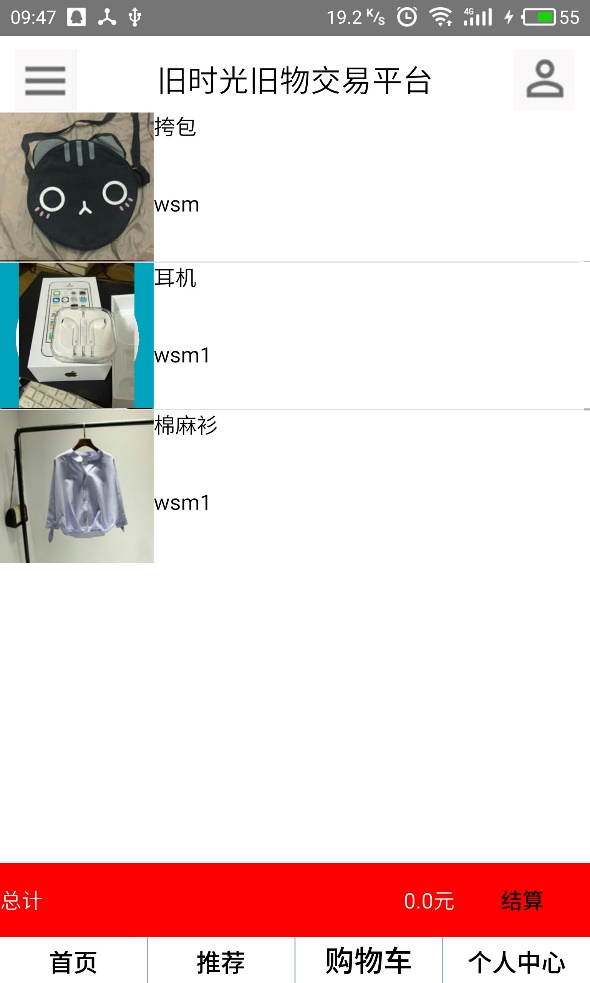 09:47 19.2 K/s 4G 55
旧时光旧物交易平台
挎包
wsm
耳机
wsm1
棉麻衫
wsm1
总计 0.0元 结算
首页 推荐 购物车 个人中心